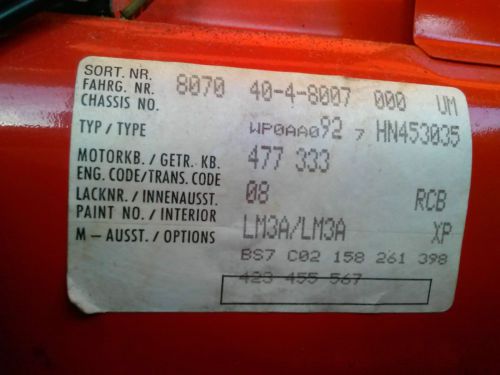 SORT. NR.
FAHRG. NR. 8070 40-4-8007 000 UM
CHASSIS NO.
TYP / TYPE WP0AA092 7 HN453035
MOTORKB. / GETR. KB. 477 333
ENG. CODE/TRANS. CODE
LACKNR. / INNENAUSST. 08 RCB
PAINT NO. / INTERIOR
M – AUSST. / OPTIONS LM3A/LM3A XP
BS7 C02 158 261 398
423 455 567